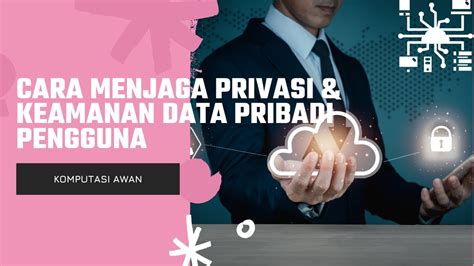 CARA MENJAGA PRIVASI &
KEAMANAN DATA PRIBADI
PENGGUNA
KOMPUTASI AWAN